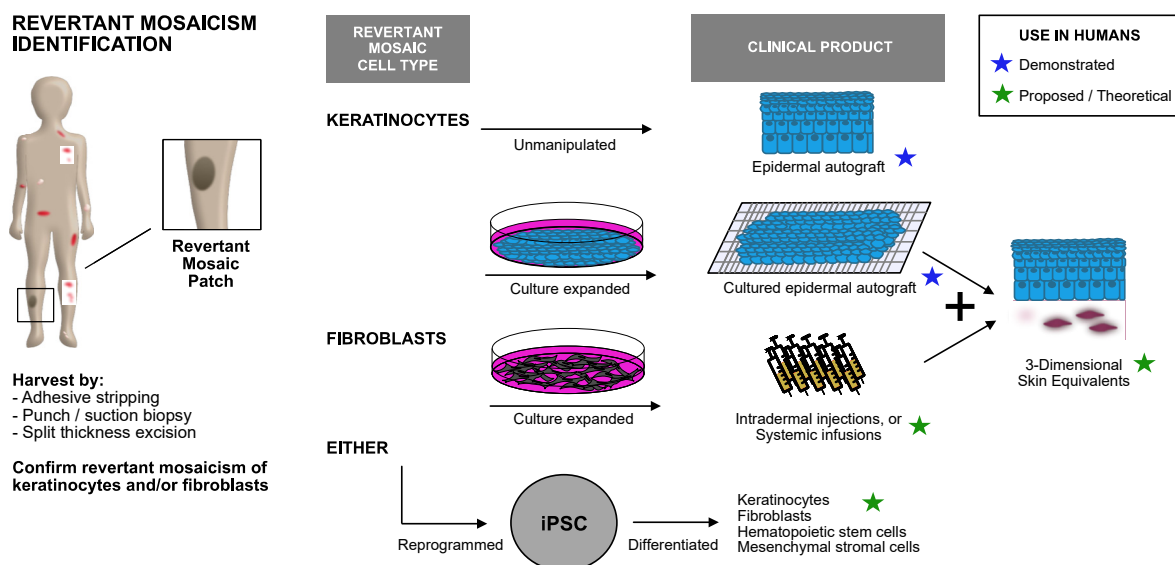 REVERTANT MOSAICISM
IDENTIFICATION
Revertant
Mosaic
Patch
Harvest by:
- Adhesive stripping
- Punch / suction biopsy
- Split thickness excision
Confirm revertant mosaicism of
keratinocytes and/or fibroblasts
REVERTANT
MOSAIC
CELL TYPE
CLINICAL PRODUCT
USE IN HUMANS
Demonstrated
Proposed / Theoretical
KERATINOCYTES
Unmanipulated
Epidermal autograft
Culture expanded
Cultured epidermal autograft
+
FIBROBLASTS
Culture expanded
Intradermal injections, or
Systemic infusions
3-Dimensional
Skin Equivalents
EITHER
Reprogrammed
iPSC
Differentiated
Keratinocytes
Fibroblasts
Hematopoietic stem cells
Mesenchymal stromal cells